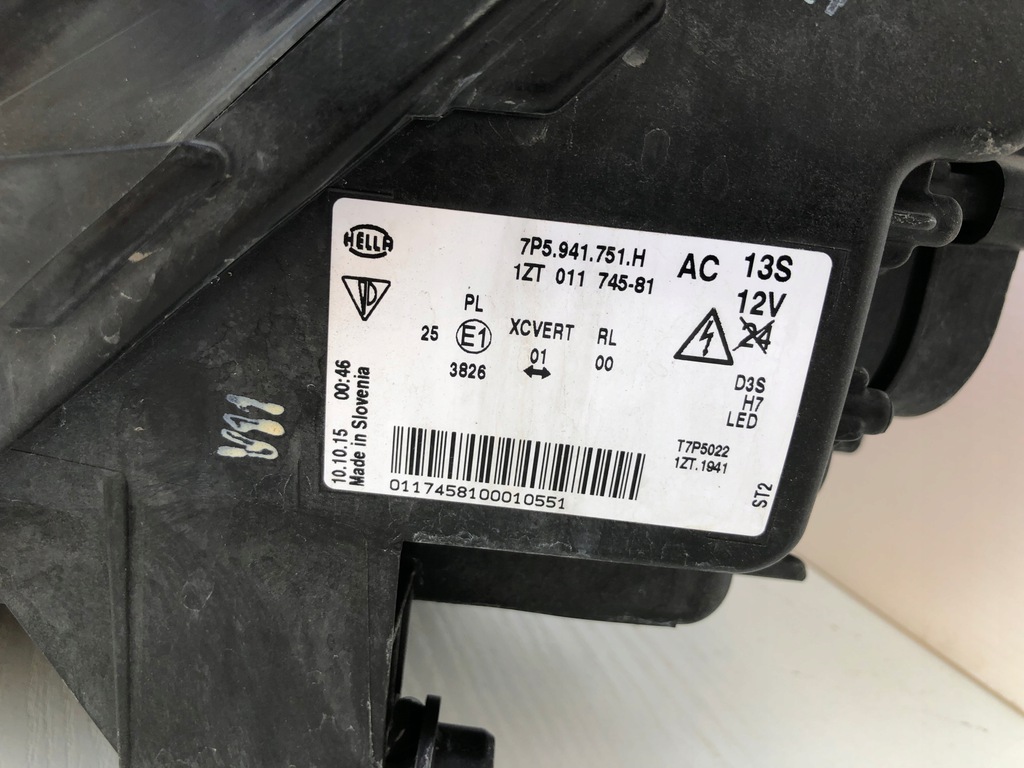 HELLA
7P5.941.751.H
1ZT 011 745-81
AC 13S
12V
24
PL
25 E1
3826
XCVERT
01
RL
00
D3S
H7
LED
10.10.15 00:46
Made in Slovenia
0117458100010551
T7P5022
1ZT.1941
ST2